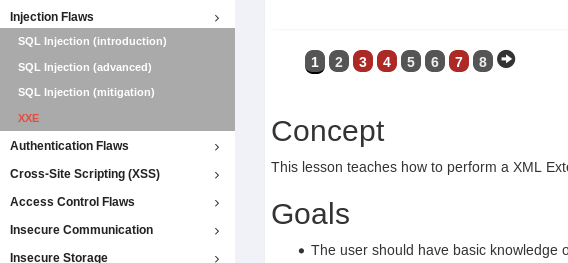 Injection Flaws
SQL Injection (introduction)
SQL Injection (advanced)
SQL Injection (mitigation)
XXE
Authentication Flaws
Cross-Site Scripting (XSS)
Access Control Flaws
Insecure Communication
Insecure Storage
1 2 3 4 5 6 7 8
Concept
This lesson teaches how to perform a XML Exte
Goals
• The user should have basic knowledge o